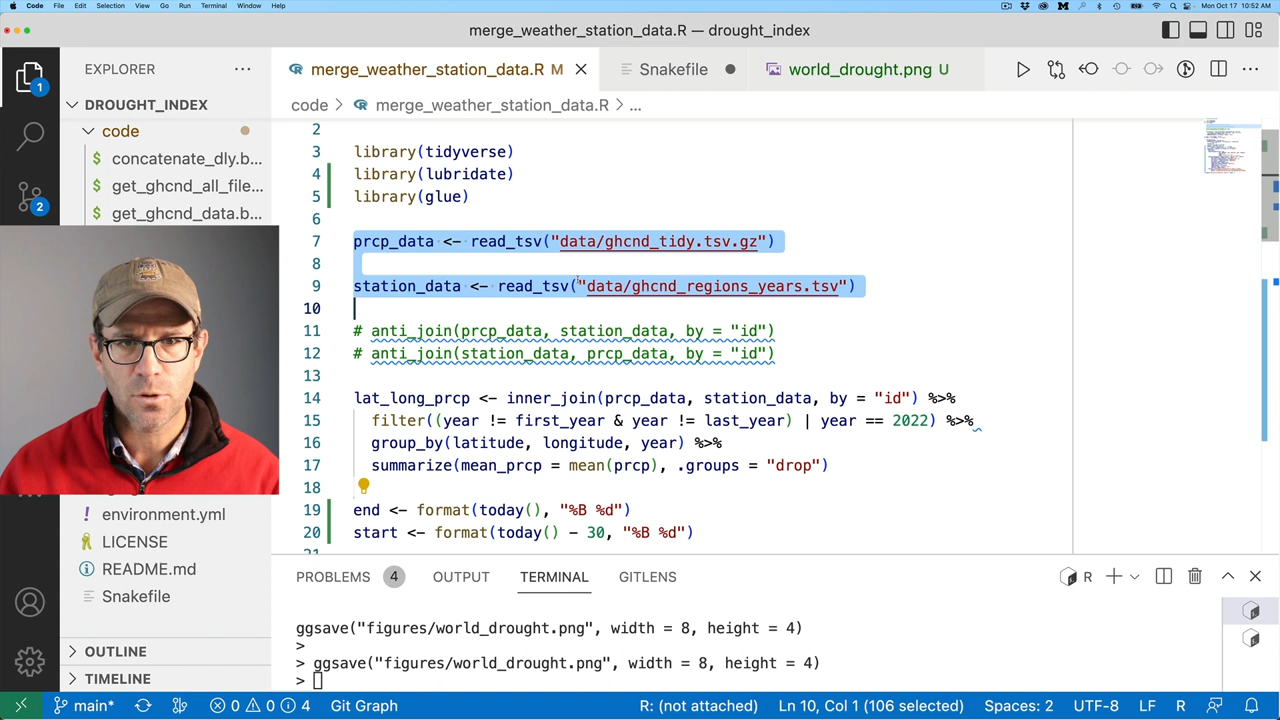 Code File Edit Selection View Go Run Terminal Window Help Mon Oct 17 10:52 AM
merge_weather_station_data.R — drought_index
EXPLORER
merge_weather_station_data.R M
Snakefile
world_drought.png U
DROUGHT_INDEX
code > merge_weather_station_data.R > ...
code
concatenate_dly.b...
get_ghcnd_all_file...
get_ghcnd_data.b...
environment.yml
LICENSE
README.md
Snakefile
OUTLINE
TIMELINE
1
2
2
3 library(tidyverse)
4 library(lubridate)
5 library(glue)
6
7 prcp_data <- read_tsv("data/ghcnd_tidy.tsv.gz")
8
9 station_data <- read_tsv("data/ghcnd_regions_years.tsv")
10
11 # anti_join(prcp_data, station_data, by = "id")
12 # anti_join(station_data, prcp_data, by = "id")
13
14 lat_long_prcp <- inner_join(prcp_data, station_data, by = "id") %>%
15 filter((year != first_year & year != last_year) | year == 2022) %>%
16 group_by(latitude, longitude, year) %>%
17 summarize(mean_prcp = mean(prcp), .groups = "drop")
18
19 end <- format(today(), "%B %d")
20 start <- format(today() - 30, "%B %d")
21
PROBLEMS 4 OUTPUT TERMINAL GITLENS
R
ggsave("figures/world_drought.png", width = 8, height = 4)
>
> ggsave("figures/world_drought.png", width = 8, height = 4)
>
main* 0 0 4 Git Graph R: (not attached) Ln 10, Col 1 (106 selected) Spaces: 2 UTF-8 LF R